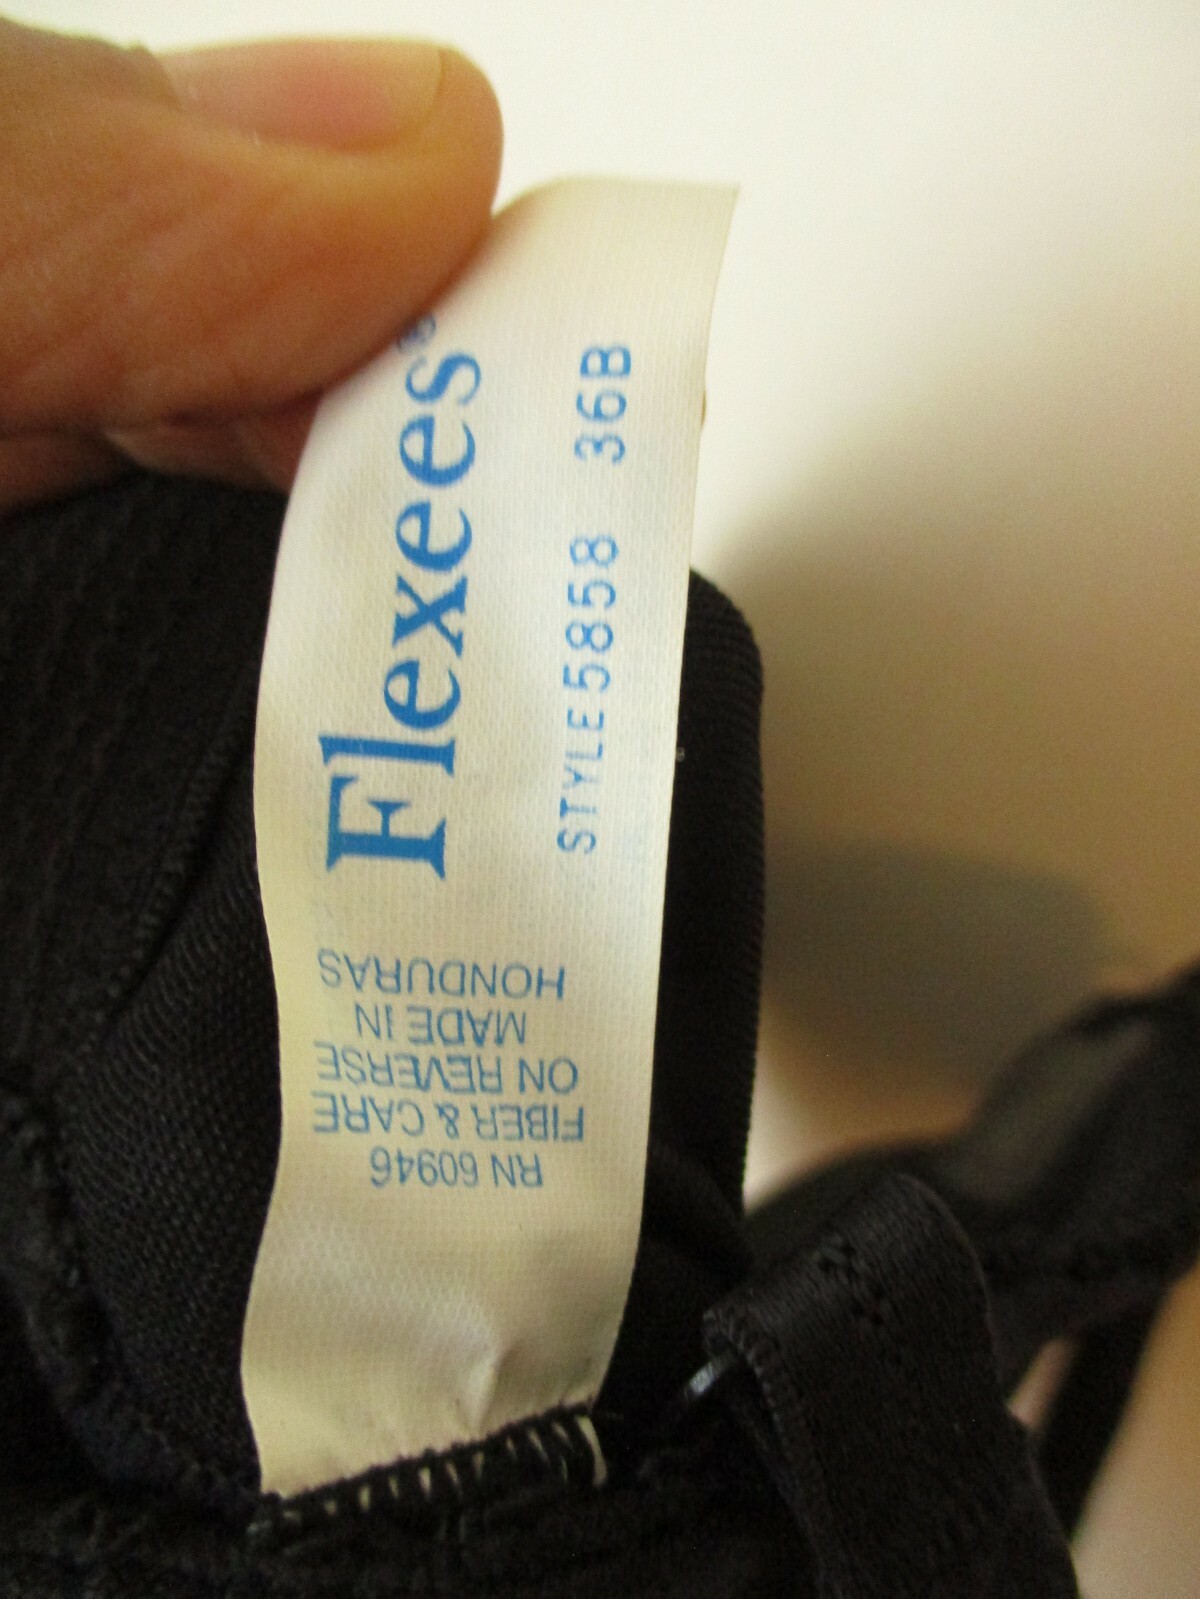 Flexees®
STYLE 5858 36B
RN 60946
FIBER & CARE
ON REVERSE
MADE IN
HONDURAS